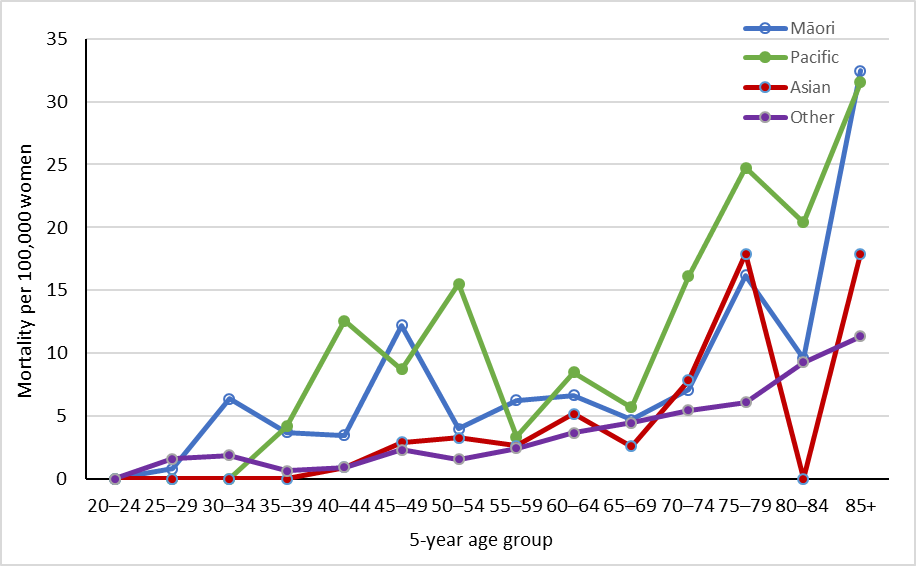 Māori
Pacific
Asian
Other
35
30
25
20
15
10
5
0
Mortality per 100,000 women
20–24 25–29 30–34 35–39 40–44 45–49 50–54 55–59 60–64 65–69 70–74 75–79 80–84 85+
5-year age group